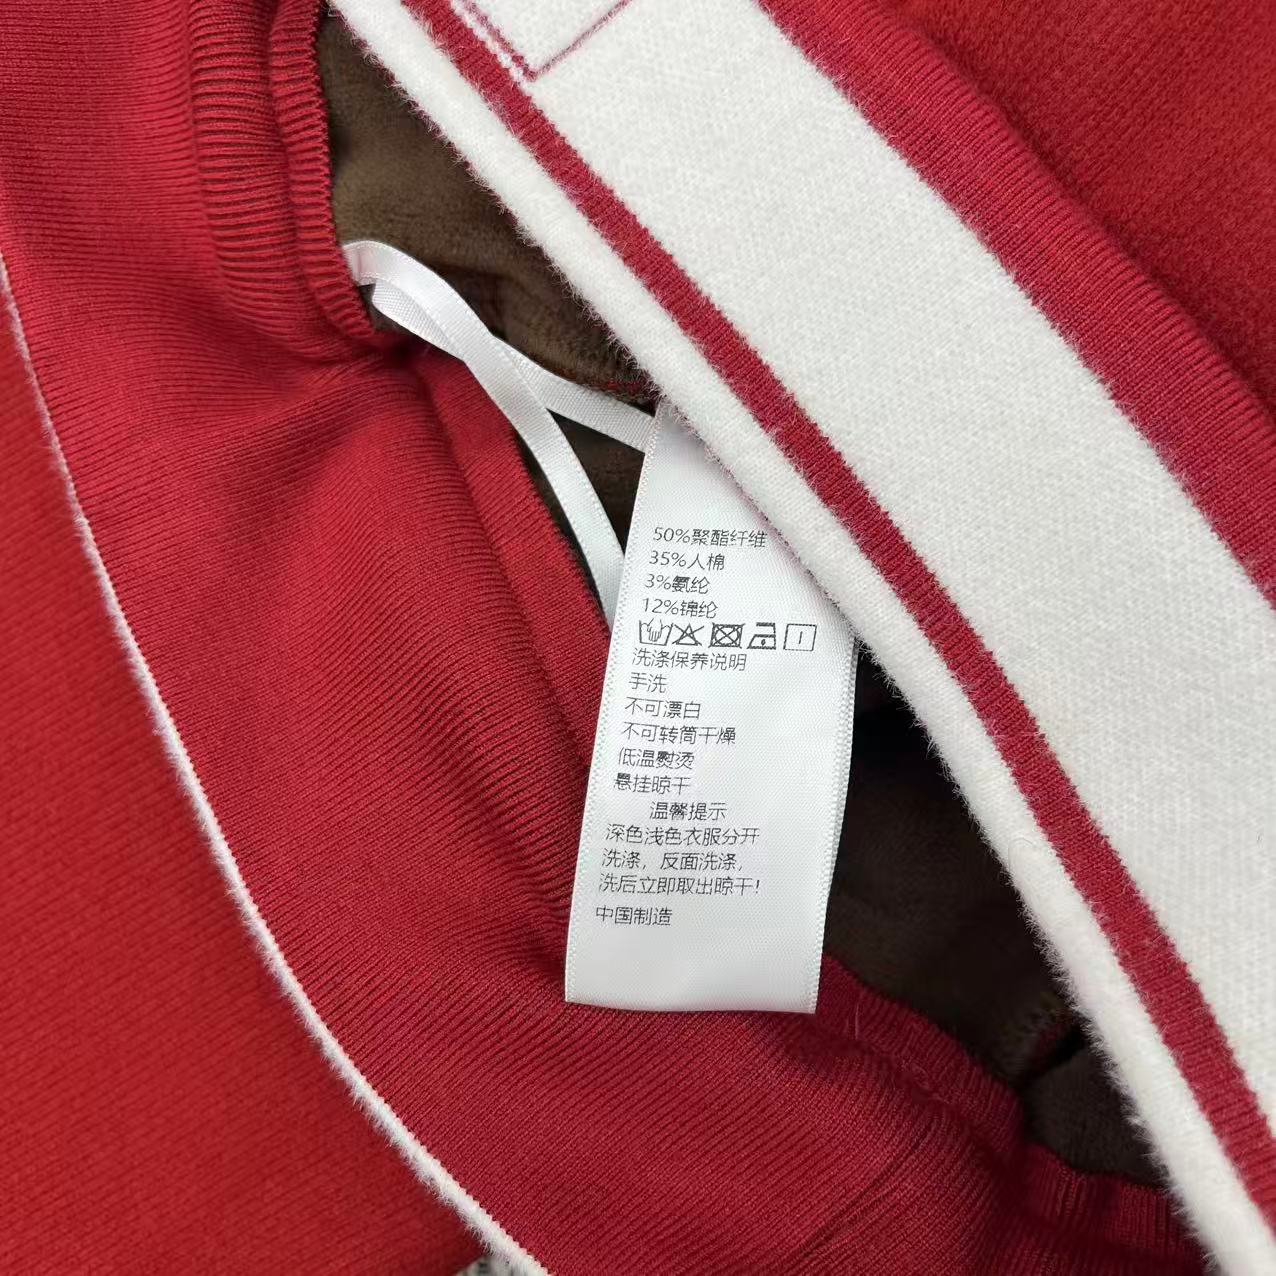 50%聚酯纤维
35%人棉
3%氨纶
12%锦纶
洗涤保养说明
手洗
不可漂白
不可转筒干燥
低温熨烫
悬挂晾干
温馨提示
深色浅色衣服分开
洗涤，反面洗涤，
洗后立即取出晾干！
中国制造